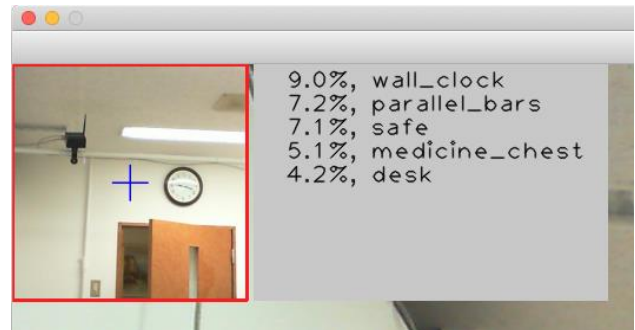 9.0%, wall_clock
7.2%, parallel_bars
7.1%, safe
5.1%, medicine_chest
4.2%, desk